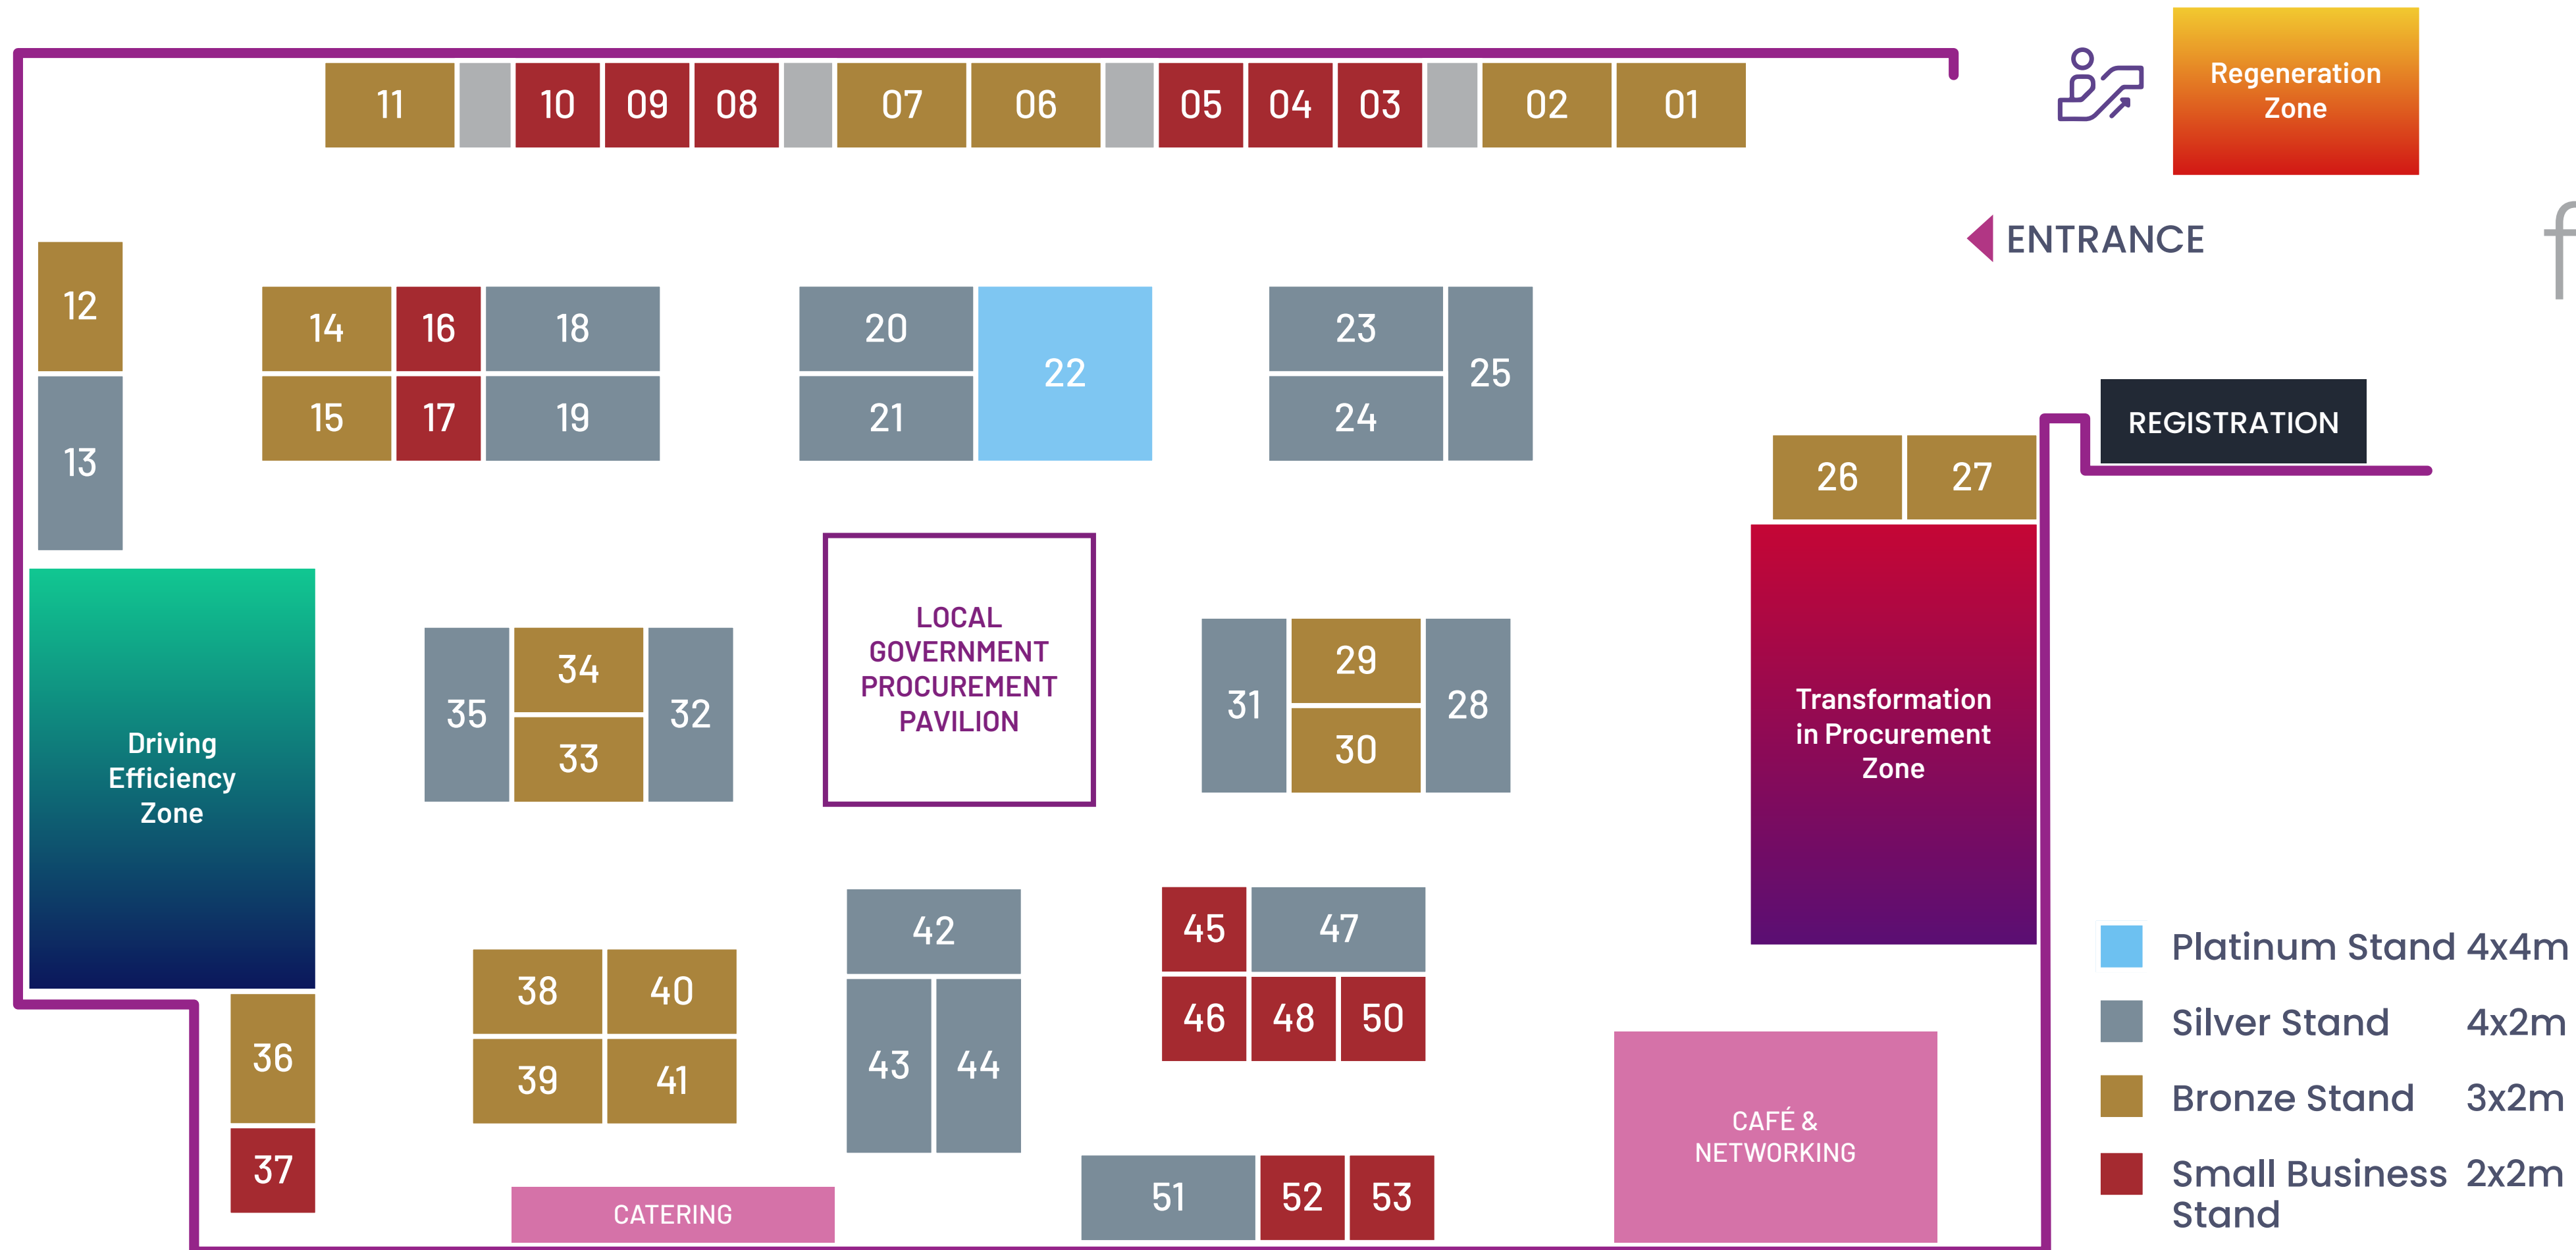 Regeneration
Zone
11
10
09
08
07
06
05
04
03
02
01
ENTRANCE
f
12
13
14
16
18
15
17
19
20
21
22
23
24
25
REGISTRATION
26
27
Driving
Efficiency
Zone
35
34
33
32
LOCAL
GOVERNMENT
PROCUREMENT
PAVILION
31
29
30
28
Transformation
in Procurement
Zone
36
37
38
40
39
41
42
43
44
45
47
46
48
50
51
52
53
CATERING
CAFÉ &
NETWORKING
Platinum Stand 4x4m
Silver Stand 4x2m
Bronze Stand 3x2m
Small Business 2x2m
Stand